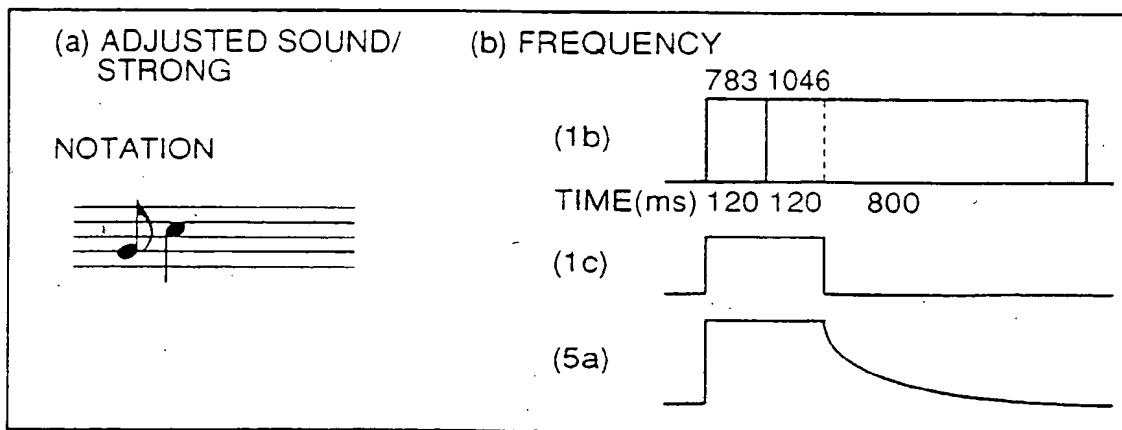 (a) ADJUSTED SOUND/
STRONG
NOTATION
(b) FREQUENCY
783 1046
(1b)
TIME(ms) 120 120 800
(1c)
(5a)